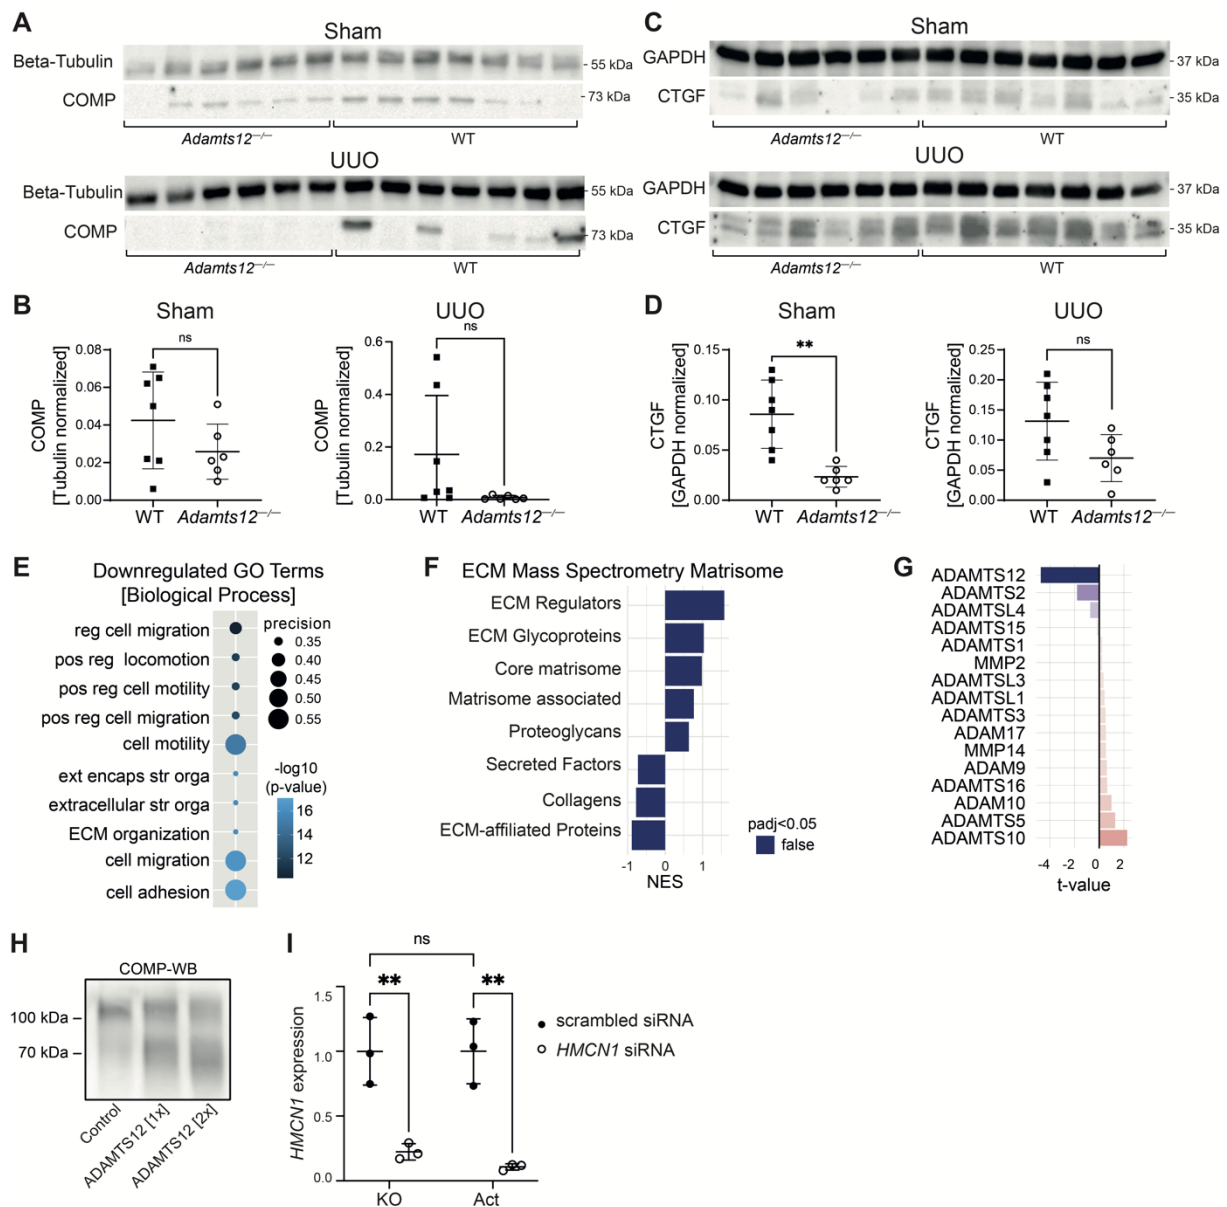 A
Sham
Beta-Tubulin
- 55 kDa
COMP
- 73 kDa
Adamts12−/−
WT
UUO
Beta-Tubulin
- 55 kDa
COMP
- 73 kDa
Adamts12−/−
WT
C
Sham
GAPDH
- 37 kDa
CTGF
- 35 kDa
Adamts12−/−
WT
UUO
GAPDH
- 37 kDa
CTGF
- 35 kDa
Adamts12−/−
WT
B
Sham
COMP
[Tubulin normalized]
0.08
0.06
0.04
0.02
0.00
ns
WT
Adamts12−/−
UUO
COMP
[Tubulin normalized]
0.6
0.4
0.2
0.0
ns
WT
Adamts12−/−
D
Sham
CTGF
[GAPDH normalized]
0.15
0.10
0.05
0.00
**
WT
Adamts12−/−
UUO
CTGF
[GAPDH normalized]
0.25
0.20
0.15
0.10
0.05
0.00
ns
WT
Adamts12−/−
E
Downregulated GO Terms
[Biological Process]
reg cell migration
pos reg locomotion
pos reg cell motility
pos reg cell migration
cell motility
ext encaps str orga
extracellular str orga
ECM organization
cell migration
cell adhesion
precision
0.35
0.40
0.45
0.50
0.55
-log10
(p-value)
16
14
12
F
ECM Mass Spectrometry Matrisome
ECM Regulators
ECM Glycoproteins
Core matrisome
Matrisome associated
Proteoglycans
Secreted Factors
Collagens
ECM-affiliated Proteins
-1
0
1
NES
padj<0.05
false
G
ADAMTS12
ADAMTS2
ADAMTSL4
ADAMTS15
ADAMTS1
MMP2
ADAMTSL3
ADAMTSL1
ADAMTS3
ADAM17
MMP14
ADAM9
ADAMTS16
ADAM10
ADAMTS5
ADAMTS10
-4
-2
0
2
t-value
H
COMP-WB
100 kDa –
70 kDa –
Control
ADAMTS12 [1x]
ADAMTS12 [2x]
I
ns
**
**
HMCN1 expression
1.5
1.0
0.5
0.0
KO
Act
scrambled siRNA
HMCN1 siRNA